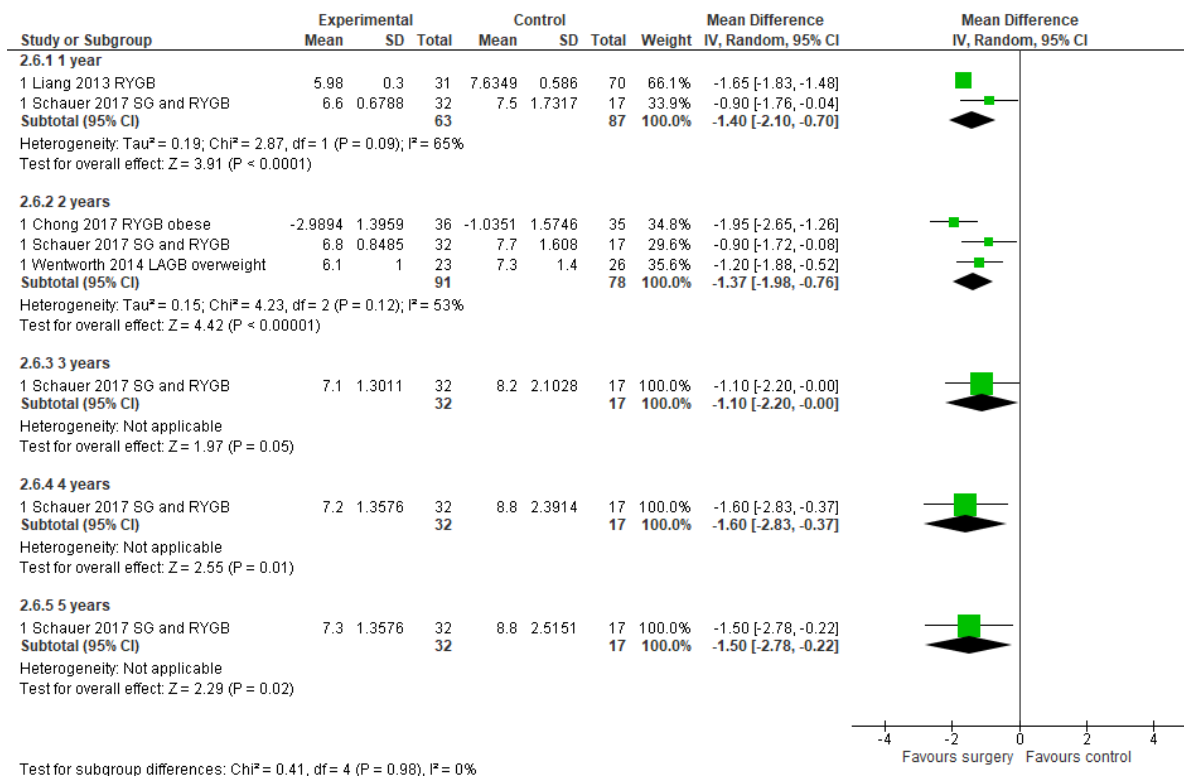 Experimental Control Mean Difference Mean Difference
Study or Subgroup Mean SD Total Mean SD Total Weight IV, Random, 95% CI IV, Random, 95% CI
2.6.1 1 year
1 Liang 2013 RYGB 5.98 0.3 31 7.6349 0.586 70 66.1% -1.65 [-1.83, -1.48]
1 Schauer 2017 SG and RYGB 6.6 0.6788 32 7.5 1.7317 17 33.9% -0.90 [-1.76, -0.04]
Subtotal (95% CI) 63 87 100.0% -1.40 [-2.10, -0.70]
Heterogeneity: Tau² = 0.19; Chi² = 2.87, df = 1 (P = 0.09); I² = 65%
Test for overall effect: Z = 3.91 (P < 0.0001)
2.6.2 2 years
1 Chong 2017 RYGB obese -2.9894 1.3959 36 -1.0351 1.5746 35 34.8% -1.95 [-2.65, -1.26]
1 Schauer 2017 SG and RYGB 6.8 0.8485 32 7.7 1.608 17 29.6% -0.90 [-1.72, -0.08]
1 Wentworth 2014 LAGB overweight 6.1 1 23 7.3 1.4 26 35.6% -1.20 [-1.88, -0.52]
Subtotal (95% CI) 91 78 100.0% -1.37 [-1.98, -0.76]
Heterogeneity: Tau² = 0.15; Chi² = 4.23, df = 2 (P = 0.12); I² = 53%
Test for overall effect: Z = 4.42 (P < 0.00001)
2.6.3 3 years
1 Schauer 2017 SG and RYGB 7.1 1.3011 32 8.2 2.1028 17 100.0% -1.10 [-2.20, -0.00]
Subtotal (95% CI) 32 17 100.0% -1.10 [-2.20, -0.00]
Heterogeneity: Not applicable
Test for overall effect: Z = 1.97 (P = 0.05)
2.6.4 4 years
1 Schauer 2017 SG and RYGB 7.2 1.3576 32 8.8 2.3914 17 100.0% -1.60 [-2.83, -0.37]
Subtotal (95% CI) 32 17 100.0% -1.60 [-2.83, -0.37]
Heterogeneity: Not applicable
Test for overall effect: Z = 2.55 (P = 0.01)
2.6.5 5 years
1 Schauer 2017 SG and RYGB 7.3 1.3576 32 8.8 2.5151 17 100.0% -1.50 [-2.78, -0.22]
Subtotal (95% CI) 32 17 100.0% -1.50 [-2.78, -0.22]
Heterogeneity: Not applicable
Test for overall effect: Z = 2.29 (P = 0.02)
-4 -2 0 2 4
Favours surgery Favours control
Test for subgroup differences: Chi² = 0.41, df = 4 (P = 0.98), I² = 0%